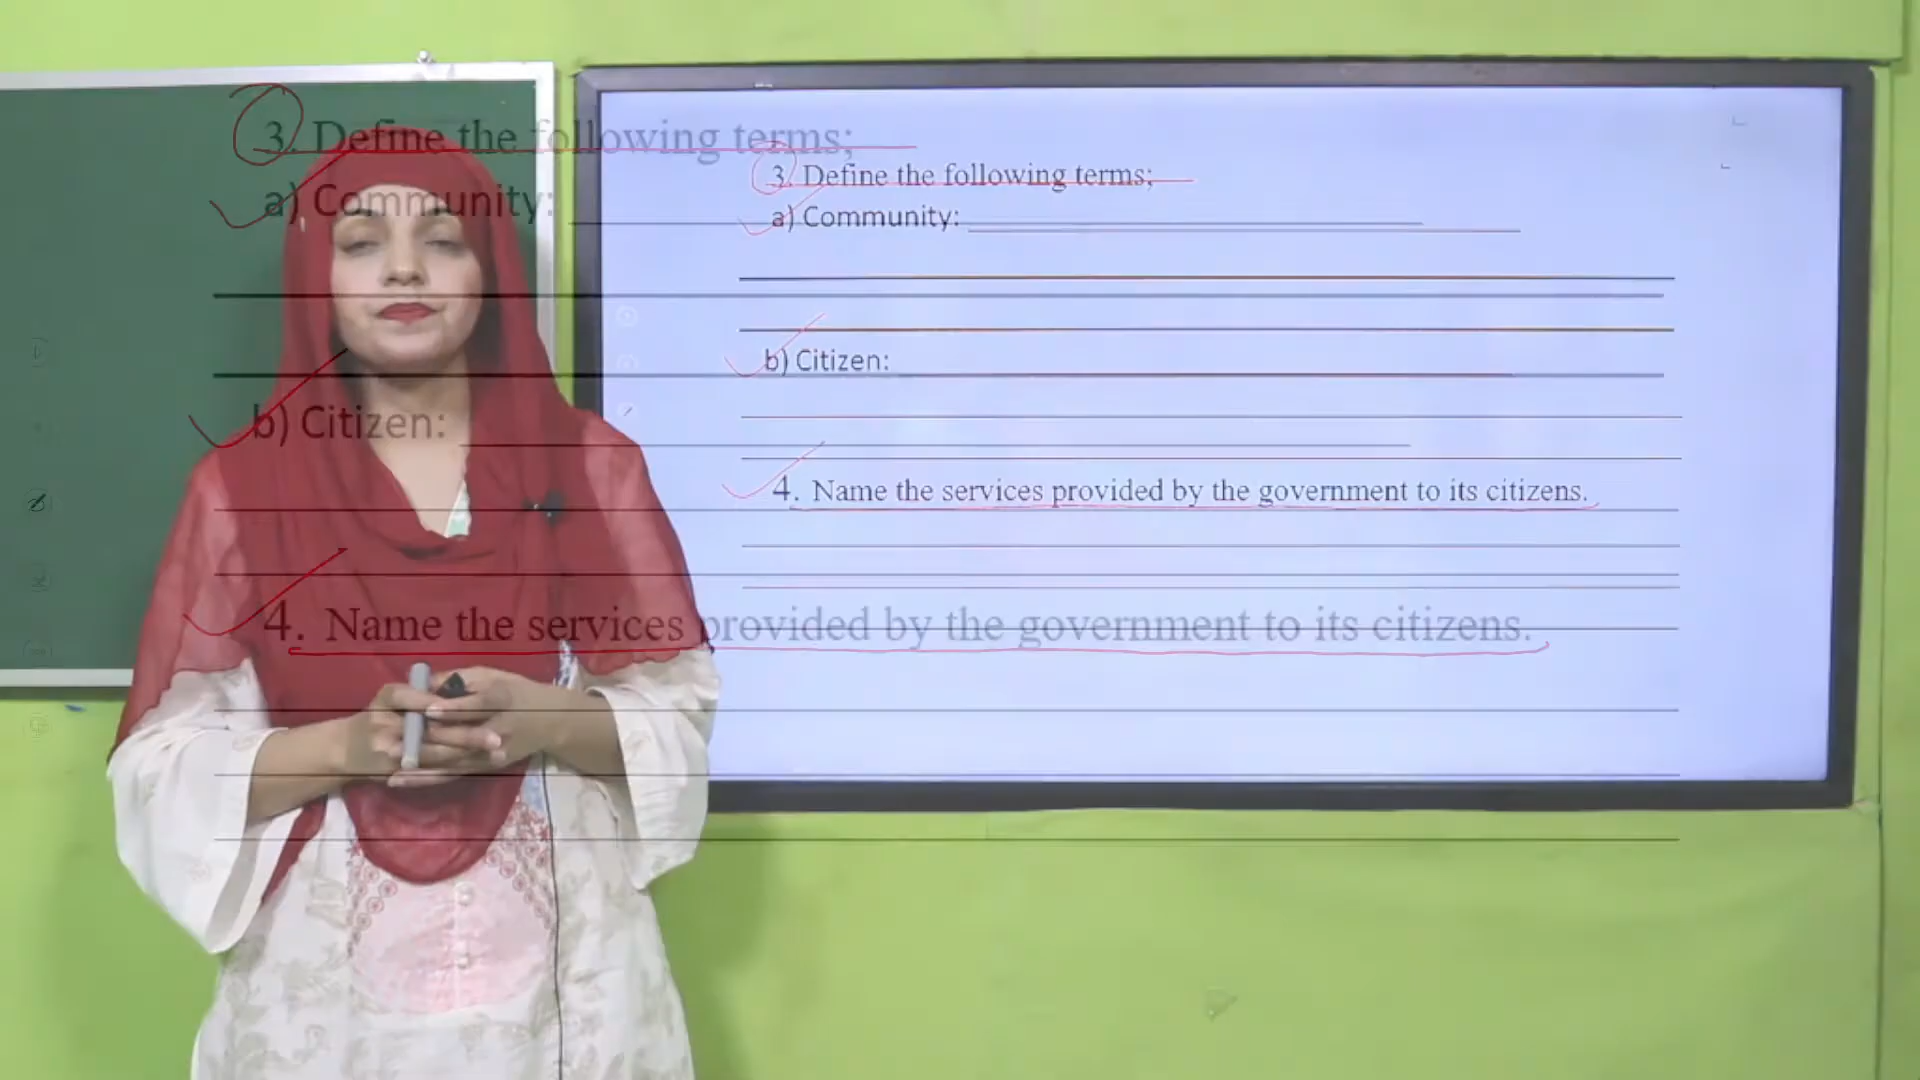 3. Define the following terms;
a) Community:
b) Citizen:
4. Name the services provided by the government to its citizens.
3. Define the following terms;
a) Community:
b) Citizen:
4. Name the services provided by the government to its citizens.